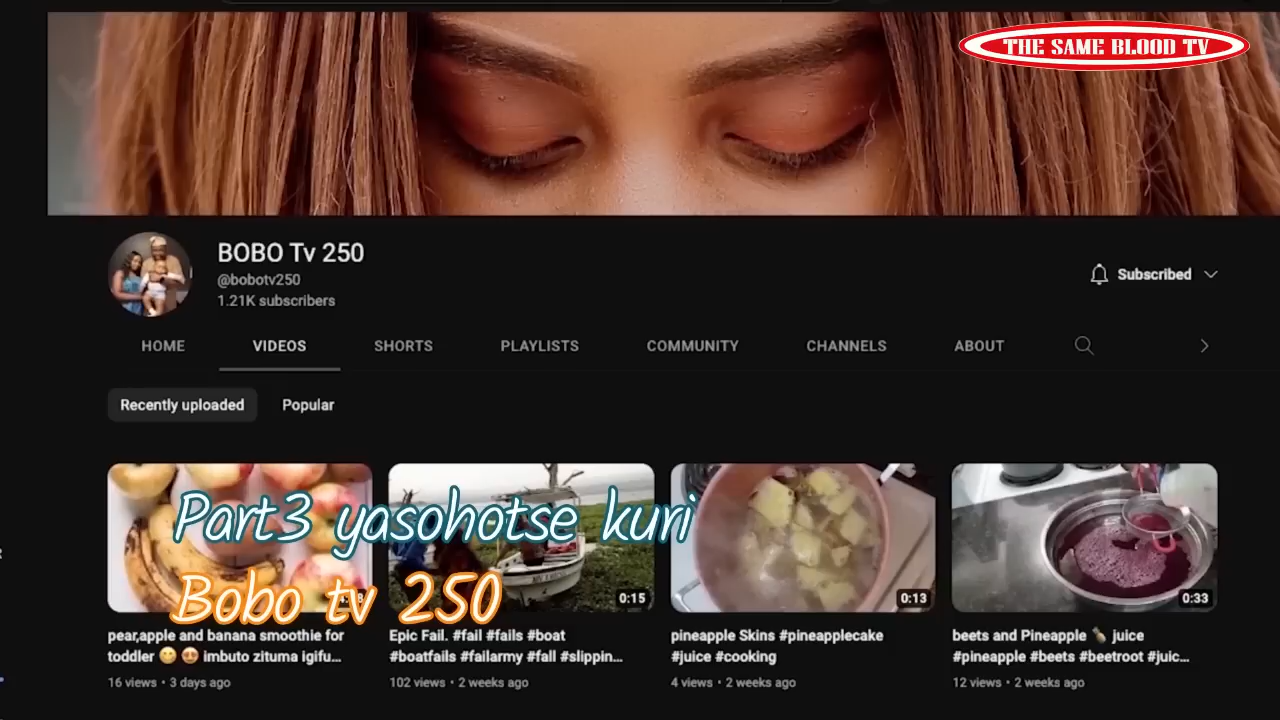 THE SAME BLOOD TV
BOBO Tv 250
@bobotv250
1.21K subscribers
Subscribed
HOME VIDEOS SHORTS PLAYLISTS COMMUNITY CHANNELS ABOUT
Recently uploaded Popular
Part3 yasohotse kuri
Bobo tv 250
0:15 0:13 0:33
pear,apple and banana smoothie for
toddler 😋 😍 imbuto zituma igifu...
16 views • 3 days ago
Epic Fail. #fail #fails #boat
#boatfails #failarmy #fall #slippin...
102 views • 2 weeks ago
pineapple Skins #pineapplecake
#juice #cooking
4 views • 2 weeks ago
beets and Pineapple 🍍 juice
#pineapple #beets #beetroot #juic...
12 views • 2 weeks ago